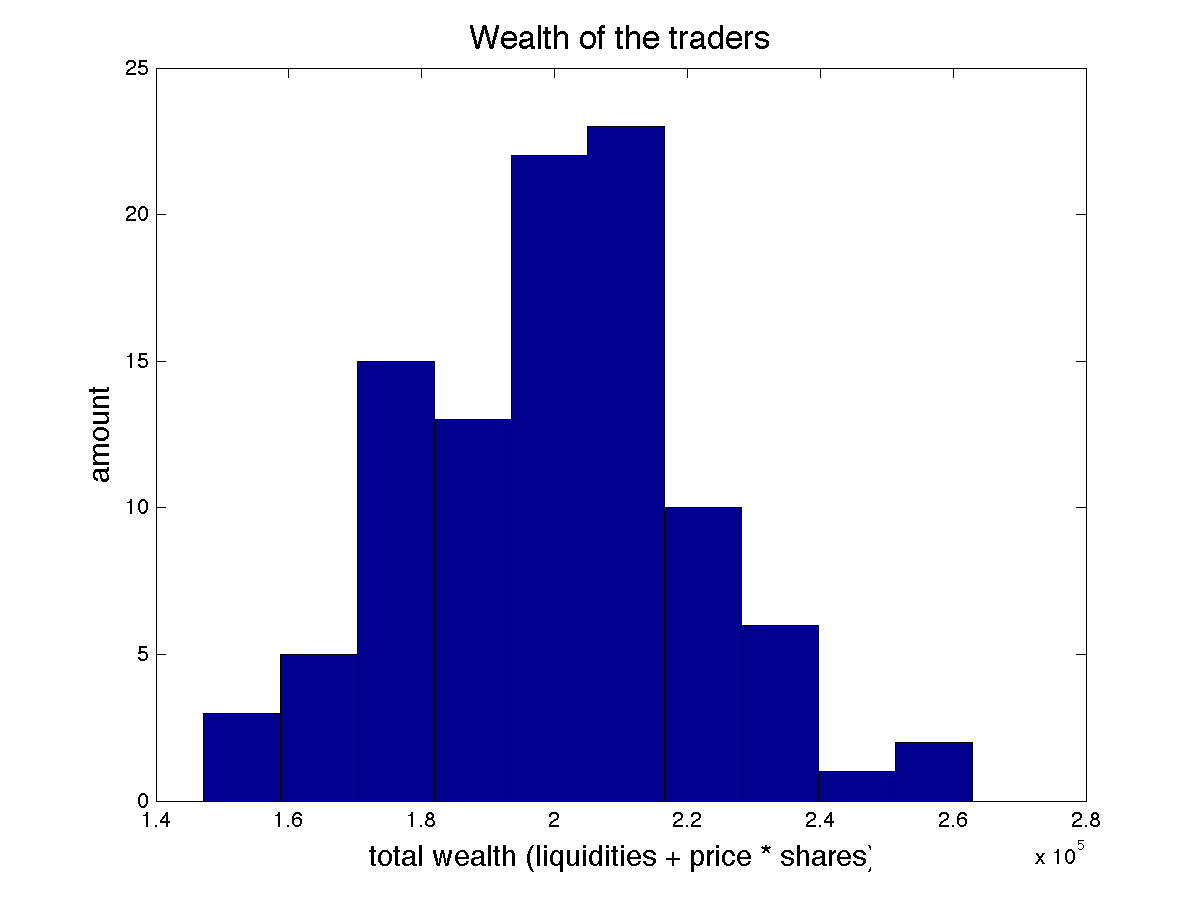 Wealth of the traders
25
20
15
10
5
0
amount
1.4 1.6 1.8 2 2.2 2.4 2.6 2.8
x 10^5
total wealth (liquidities + price * shares)